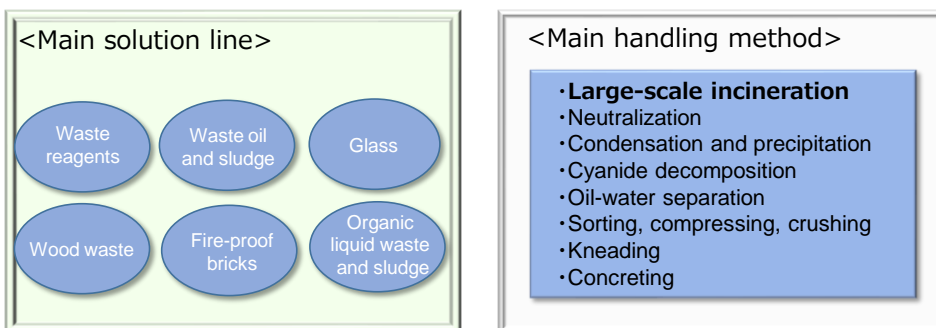 <Main solution line>
Waste
reagents
Waste oil
and sludge
Glass
Wood waste
Fire-proof
bricks
Organic
liquid waste
and sludge
<Main handling method>
・Large-scale incineration
・Neutralization
・Condensation and precipitation
・Cyanide decomposition
・Oil-water separation
・Sorting, compressing, crushing
・Kneading
・Concreting